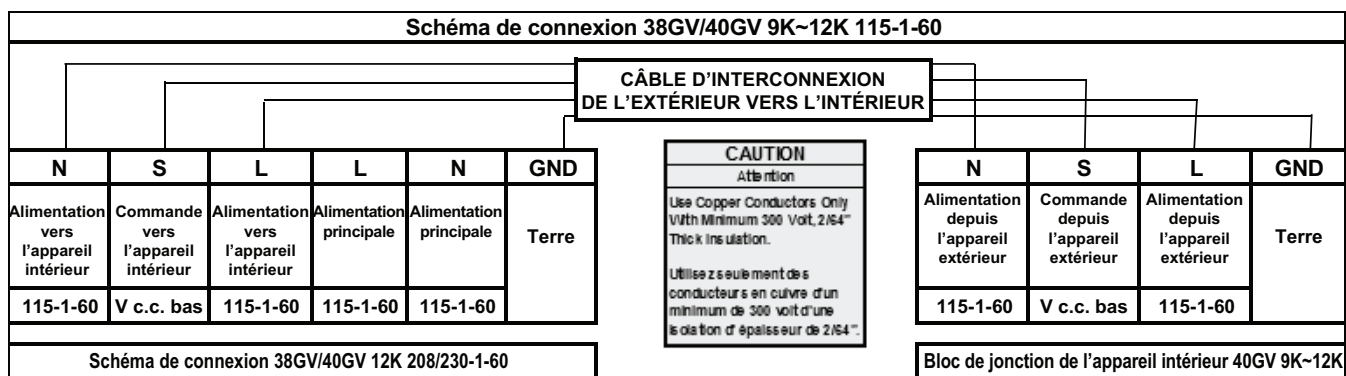 Schéma de connexion 38GV/40GV 9K~12K 115-1-60
CÂBLE D'INTERCONNEXION
DE L'EXTÉRIEUR VERS L'INTÉRIEUR
N S L L N GND
Alimentation vers l'appareil intérieur
Commande vers l'appareil intérieur
Alimentation vers l'appareil intérieur
Alimentation principale
Alimentation principale
Terre
115-1-60 V c.c. bas 115-1-60 115-1-60 115-1-60
CAUTION
Attention
Use Copper Conductors Only
With Minimum 300 Volt, 2/64"
Thick Insulation.
Utilisez seulement des
conducteurs en cuivre d'un
minimum de 300 volt d'une
isolation d'épaisseur de 2/64".
N S L GND
Alimentation depuis l'appareil extérieur
Commande depuis l'appareil extérieur
Alimentation depuis l'appareil extérieur
Terre
115-1-60 V c.c. bas 115-1-60
Schéma de connexion 38GV/40GV 12K 208/230-1-60
Bloc de jonction de l'appareil intérieur 40GV 9K~12K